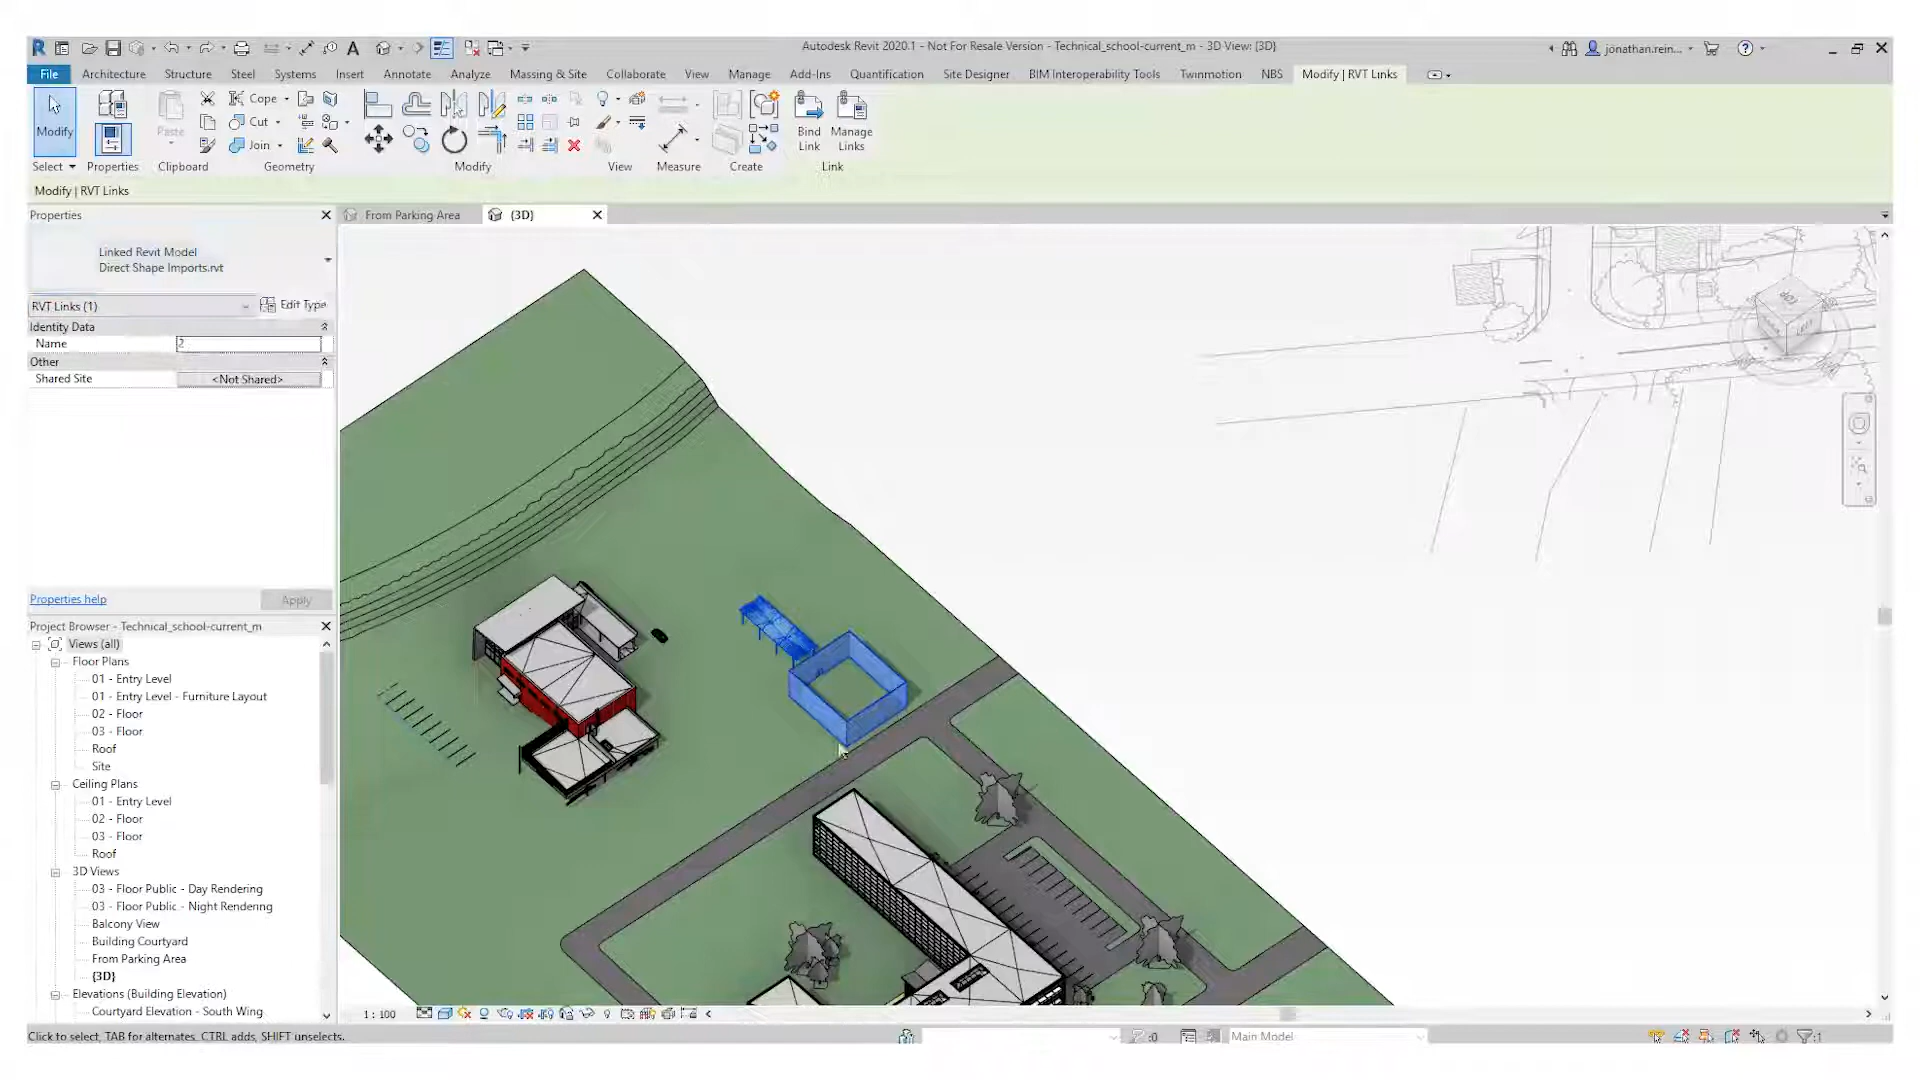 Autodesk Revit 2020.1 - Not For Resale Version - Technical_school-current_m - 3D View: {3D}
jonathan.rein...
File Architecture Structure Steel Systems Insert Annotate Analyze Massing & Site Collaborate View Manage Add-Ins Quantification Site Designer BIM Interoperability Tools Twinmotion NBS Modify | RVT Links
Modify Paste Cope Cut Join Bind Link Manage Links
Select Properties Clipboard Geometry Modify View Measure Create Link
Modify | RVT Links
Properties
From Parking Area
{3D}
Linked Revit Model
Direct Shape Imports.rvt
RVT Links (1)
Edit Type
Identity Data
Name 2
Other
Shared Site <Not Shared>
Properties help
Apply
Project Browser - Technical_school-current_m
Views (all)
Floor Plans
01 - Entry Level
01 - Entry Level - Furniture Layout
02 - Floor
03 - Floor
Roof
Site
Ceiling Plans
01 - Entry Level
02 - Floor
03 - Floor
Roof
3D Views
03 - Floor Public - Day Rendering
03 - Floor Public - Night Rendering
Balcony View
Building Courtyard
From Parking Area
{3D}
Elevations (Building Elevation)
Courtyard Elevation - South Wing
1 : 100
Click to select, TAB for alternates, CTRL adds, SHIFT unselects.
:0
Main Model
:1